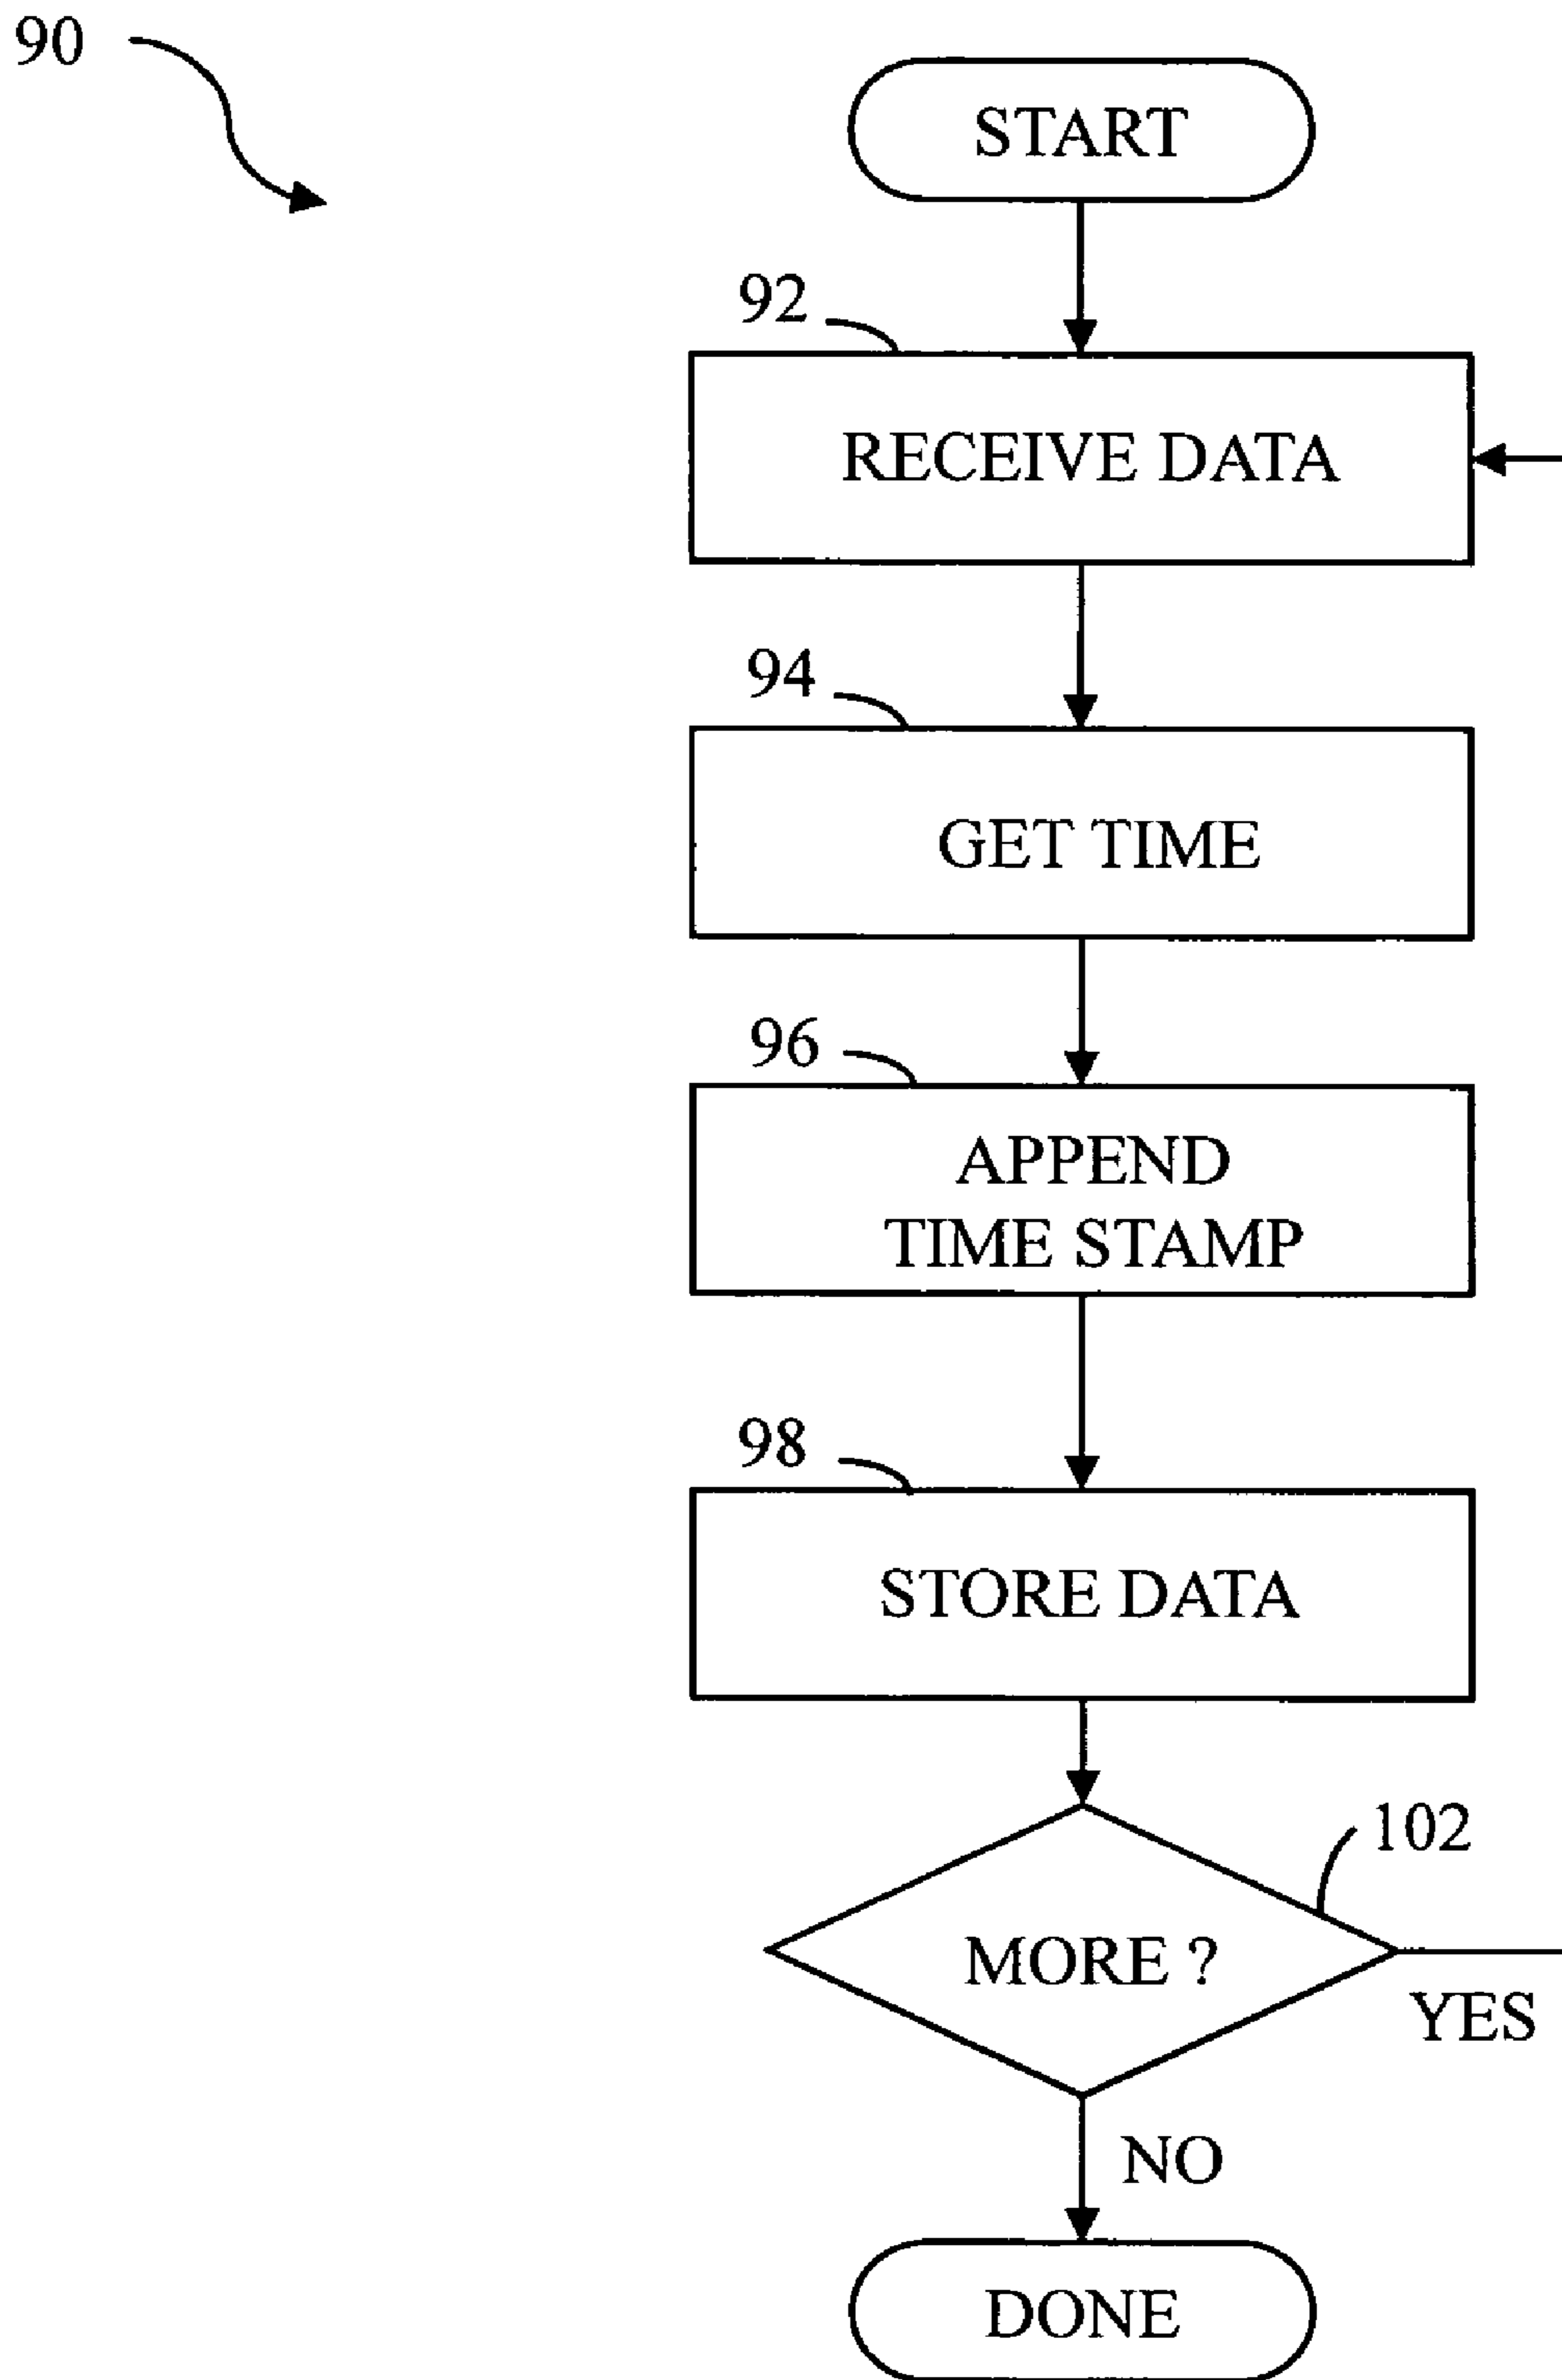 90
START
92
RECEIVE DATA
94
GET TIME
96
APPEND
TIME STAMP
98
STORE DATA
102
MORE ?
YES
NO
DONE